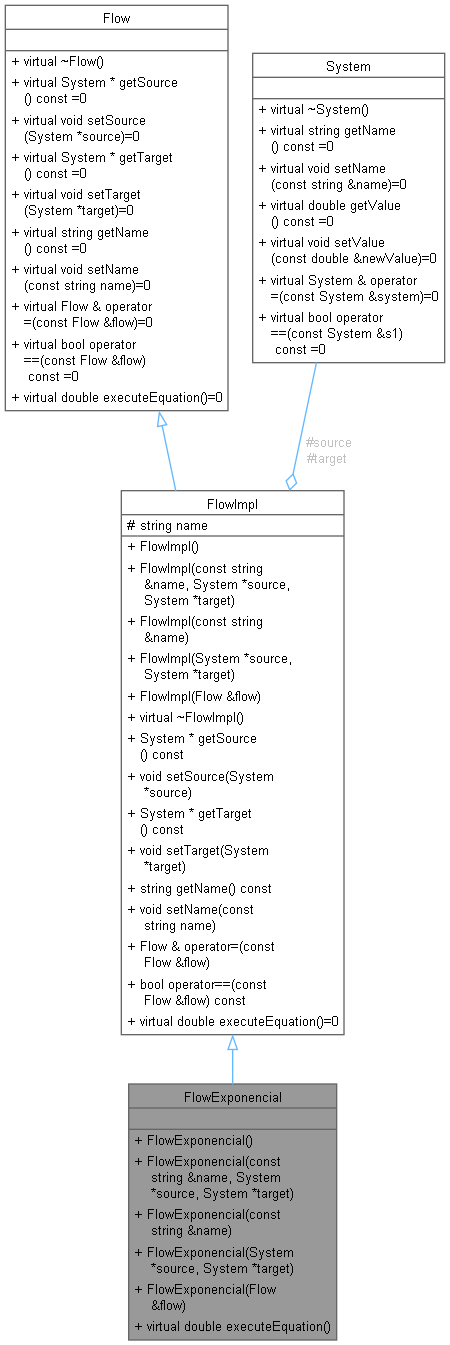 Flow
+ virtual ~Flow()
+ virtual System * getSource
() const =0
+ virtual void setSource
(System *source)=0
+ virtual System * getTarget
() const =0
+ virtual void setTarget
(System *target)=0
+ virtual string getName
() const =0
+ virtual void setName
(const string name)=0
+ virtual Flow & operator
=(const Flow &flow)=0
+ virtual bool operator
==(const Flow &flow)
const =0
+ virtual double executeEquation()=0
System
+ virtual ~System()
+ virtual string getName
() const =0
+ virtual void setName
(const string &name)=0
+ virtual double getValue
() const =0
+ virtual void setValue
(const double &newValue)=0
+ virtual System & operator
=(const System &system)=0
+ virtual bool operator
==(const System &s1)
const =0
#source
#target
FlowImpl
# string name
+ FlowImpl()
+ FlowImpl(const string
&name, System *source,
System *target)
+ FlowImpl(const string
&name)
+ FlowImpl(System *source,
System *target)
+ FlowImpl(Flow &flow)
+ virtual ~FlowImpl()
+ System * getSource
() const
+ void setSource(System
*source)
+ System * getTarget
() const
+ void setTarget(System
*target)
+ string getName() const
+ void setName(const
string name)
+ Flow & operator=(const
Flow &flow)
+ bool operator==(const
Flow &flow) const
+ virtual double executeEquation()=0
FlowExponencial
+ FlowExponencial()
+ FlowExponencial(const
string &name, System
*source, System *target)
+ FlowExponencial(const
string &name)
+ FlowExponencial(System
*source, System *target)
+ FlowExponencial(Flow
&flow)
+ virtual double executeEquation()